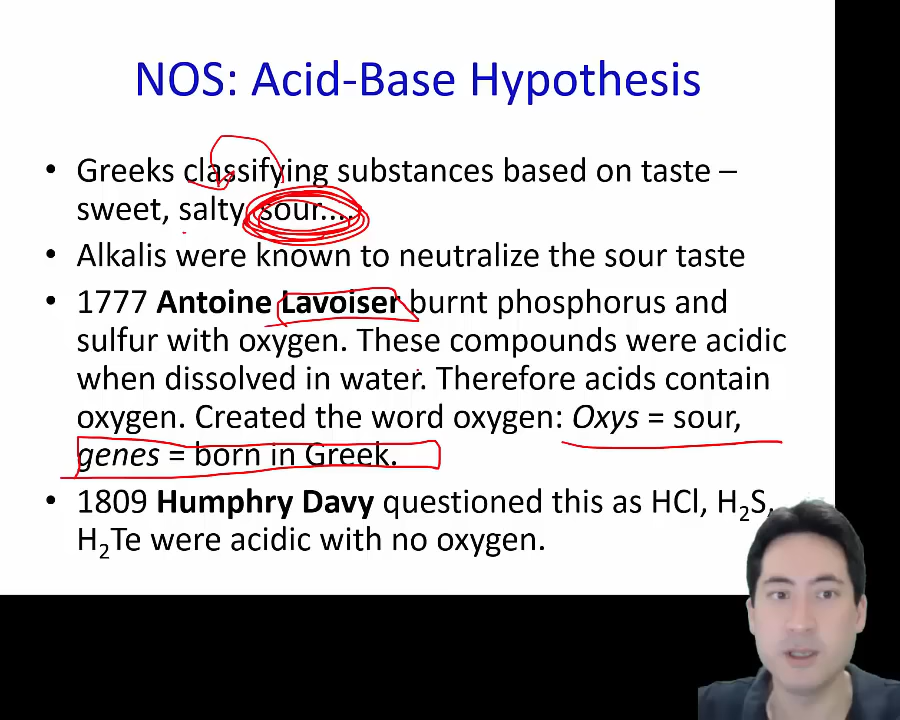 NOS: Acid-Base Hypothesis
• Greeks classifying substances based on taste –
sweet, salty, sour....
• Alkalis were known to neutralize the sour taste
• 1777 Antoine Lavoiser burnt phosphorus and
sulfur with oxygen. These compounds were acidic
when dissolved in water. Therefore acids contain
oxygen. Created the word oxygen: Oxys = sour,
genes = born in Greek.
• 1809 Humphry Davy questioned this as HCl, H₂S,
H₂Te were acidic with no oxygen.